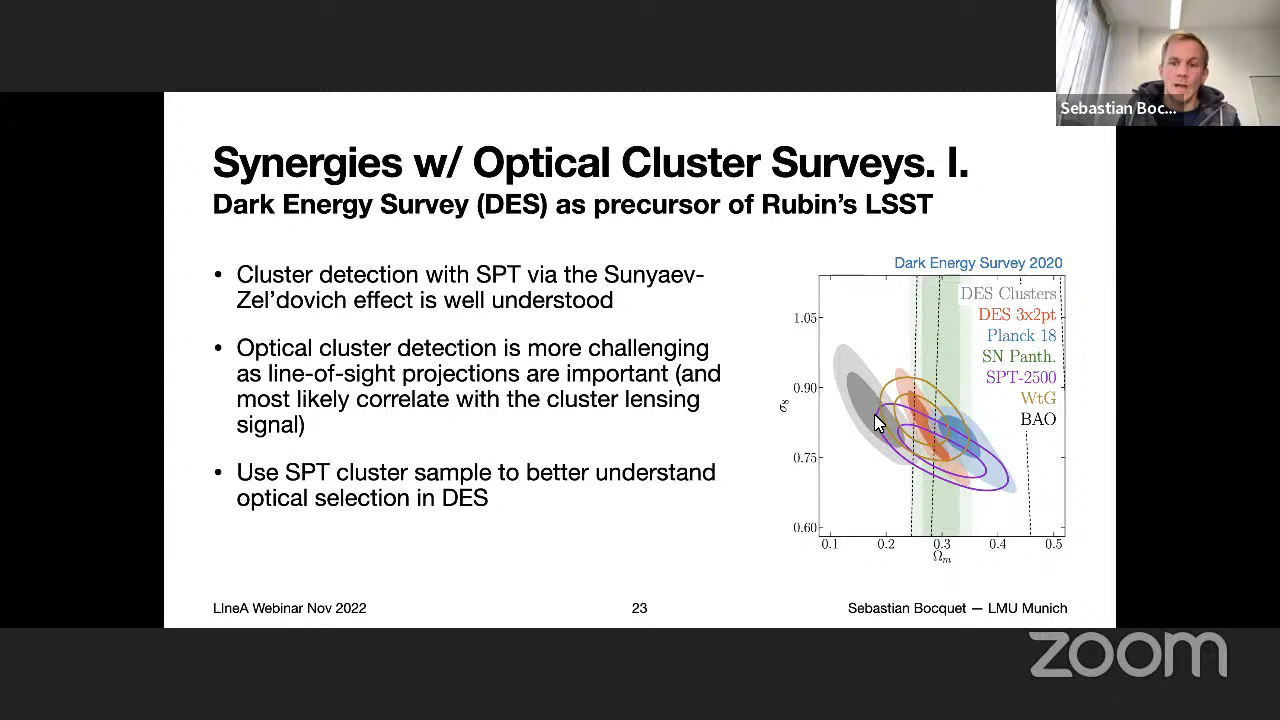 Sebastian Boc...
Synergies w/ Optical Cluster Surveys. I.
Dark Energy Survey (DES) as precursor of Rubin's LSST
• Cluster detection with SPT via the Sunyaev-
Zel'dovich effect is well understood
• Optical cluster detection is more challenging
as line-of-sight projections are important (and
most likely correlate with the cluster lensing
signal)
• Use SPT cluster sample to better understand
optical selection in DES
Dark Energy Survey 2020
DES Clusters
DES 3x2pt
Planck 18
SN Panth.
SPT-2500
WtG
BAO
1.05
0.90
0.75
0.60
σ8
0.1 0.2 0.3 0.4 0.5
Ωm
LIneA Webinar Nov 2022
23
Sebastian Bocquet — LMU Munich
zoom